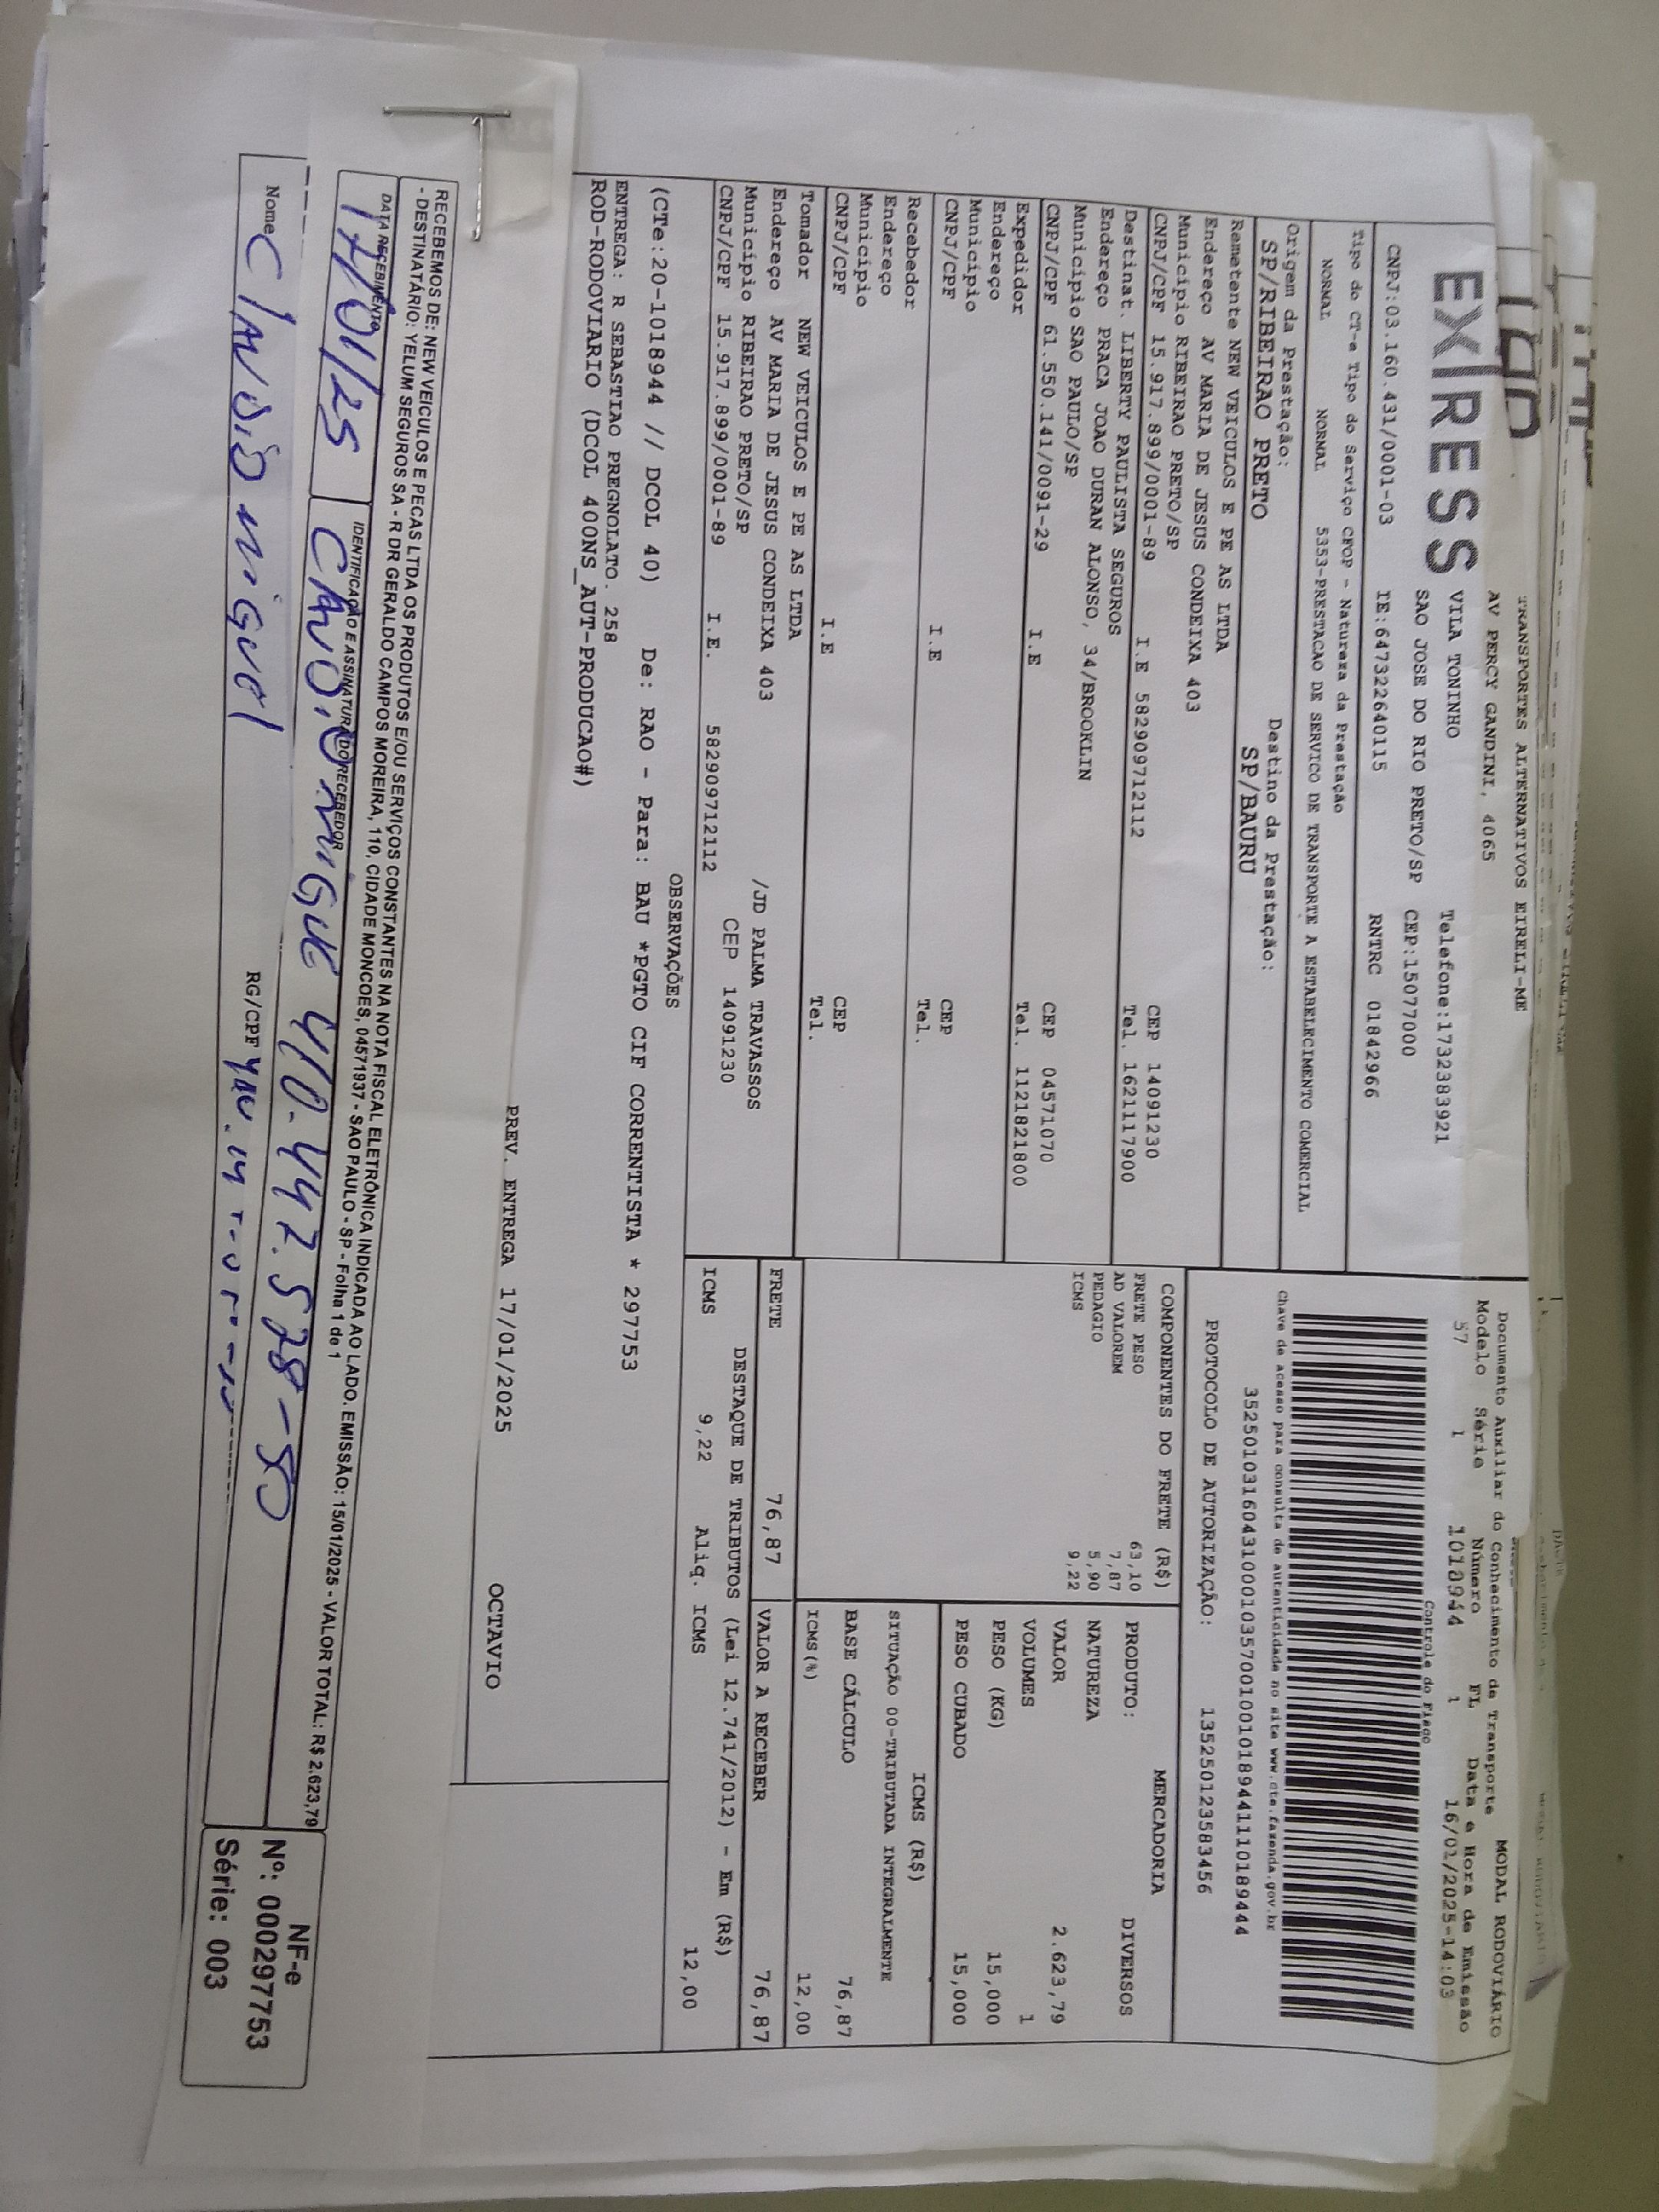 EXPRESS
TRANSPORTES ALTERNATIVOS EIRELI-ME
AV PERCY GANDINI, 4065
VILA TONINHO Telefone:1732383921
SAO JOSE DO RIO PRETO/SP CEP:15077000
CNPJ:03.160.431/0001-03 IE:647322640115 RNTRC 01842966
Tipo do CT-e Tipo do Serviço CFOP - Natureza da Prestação
NORMAL NORMAL 5353-PRESTACAO DE SERVICO DE TRANSPORTE A ESTABELECIMENTO COMERCIAL
Origem da Prestação: Destino da Prestação:
SP/RIBEIRAO PRETO SP/BAURU
Documento Auxiliar do Conhecimento de Transporte MODAL RODOVIÁRIO
Modelo Série Número FL Data e Hora de Emissão
57 1 1018944 1 16/01/2025-14:03
Controle do Fisco
Chave de acesso para consulta de autenticidade no site www.cte.fazenda.gov.br
35250103160431000103570010010189441110189444
PROTOCOLO DE AUTORIZAÇÃO: 135250123583456
Remetente NEW VEICULOS E PE AS LTDA
Endereço AV MARIA DE JESUS CONDEIXA 403
Município RIBEIRAO PRETO/SP CEP 14091230
CNPJ/CPF 15.917.899/0001-89 I.E 582909712112 Tel. 1621117900
Destinat. LIBERTY PAULISTA SEGUROS
Endereço PRACA JOAO DURAN ALONSO, 34/BROOKLIN
Município SAO PAULO/SP CEP 04571070
CNPJ/CPF 61.550.141/0091-29 I.E Tel. 1121821800
Expedidor
Endereço
Município CEP
CNPJ/CPF I.E Tel.
Recebedor
Endereço
Município CEP
CNPJ/CPF I.E Tel.
Tomador NEW VEICULOS E PE AS LTDA
Endereço AV MARIA DE JESUS CONDEIXA 403 /JD PALMA TRAVASSOS
Município RIBEIRAO PRETO/SP CEP 14091230
CNPJ/CPF 15.917.899/0001-89 I.E. 582909712112
COMPONENTES DO FRETE (R$)
FRETE PESO 63,10
AD VALOREM 7,87
PEDAGIO 5,90
ICMS 9,22
MERCADORIA
PRODUTO: DIVERSOS
NATUREZA
VALOR 2.623,79
VOLUMES 1
PESO (KG) 15,000
PESO CUBADO 15,000
ICMS (R$)
SITUAÇÃO 00-TRIBUTADA INTEGRALMENTE
BASE CÁLCULO 76,87
ICMS(%) 12,00
FRETE 76,87 VALOR A RECEBER 76,87
DESTAQUE DE TRIBUTOS (Lei 12.741/2012) - Em (R$)
ICMS 9,22 Aliq. ICMS 12,00
OBSERVAÇÕES
(CTe:20-1018944 // DCOL 40) De: RAO - Para: BAU *PGTO CIF CORRENTISTA * 297753
ENTREGA: R SEBASTIAO PREGNOLATO. 258
ROD-RODOVIARIO (DCOL 400NS_AUT-PRODUCAO#)
PREV. ENTREGA 17/01/2025 OCTAVIO
RECEBEMOS DE: NEW VEICULOS E PECAS LTDA OS PRODUTOS E/OU SERVIÇOS CONSTANTES NA NOTA FISCAL ELETRÔNICA INDICADA AO LADO. EMISSÃO: 15/01/2025 - VALOR TOTAL: R$ 2.623,79
- DESTINATÁRIO: YELUM SEGUROS SA - R DR GERALDO CAMPOS MOREIRA, 110, CIDADE MONCOES, 04571937 - SAO PAULO - SP - Folha 1 de 1
DATA RECEBIMENTO IDENTIFICAÇÃO E ASSINATURA DO RECEBEDOR
17/01/25
NF-e
Nº: 000297753
Série: 003
Nome Claudio miguel RG/CPF